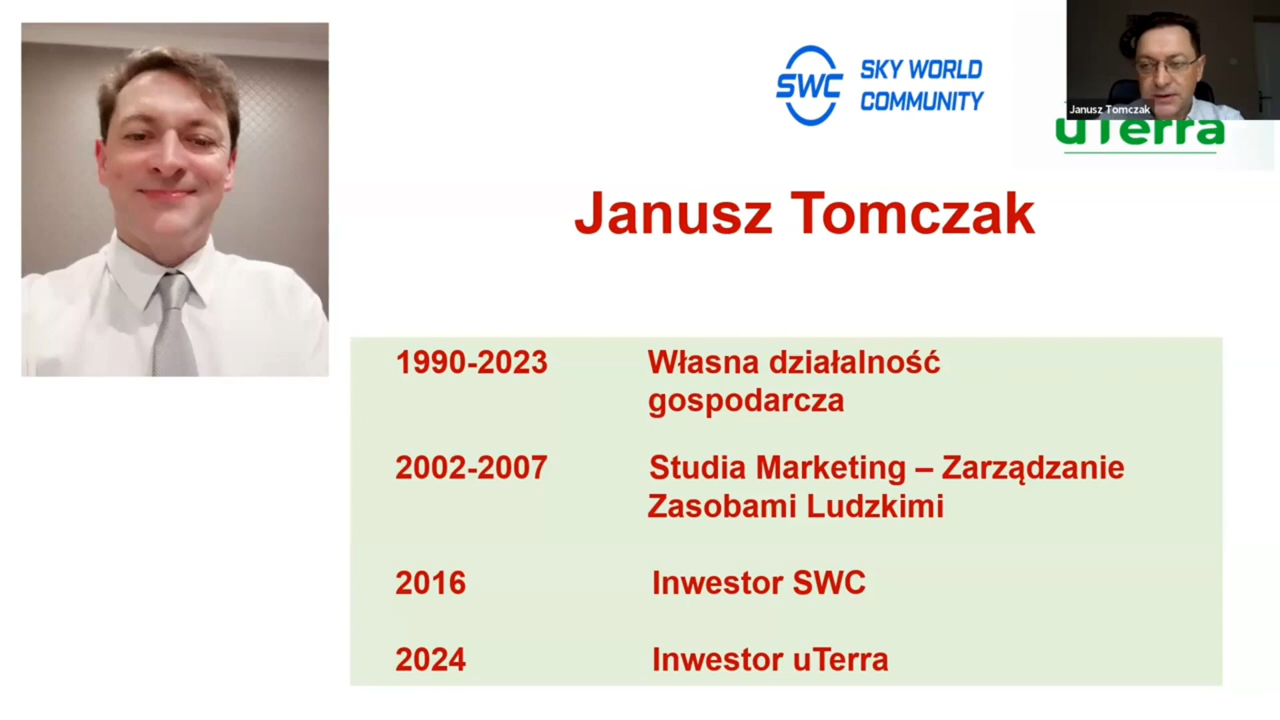 SWC
SKY WORLD
COMMUNITY
Janusz Tomczak
uTerra
Janusz Tomczak
1990-2023 Własna działalność
gospodarcza
2002-2007 Studia Marketing – Zarządzanie
Zasobami Ludzkimi
2016 Inwestor SWC
2024 Inwestor uTerra